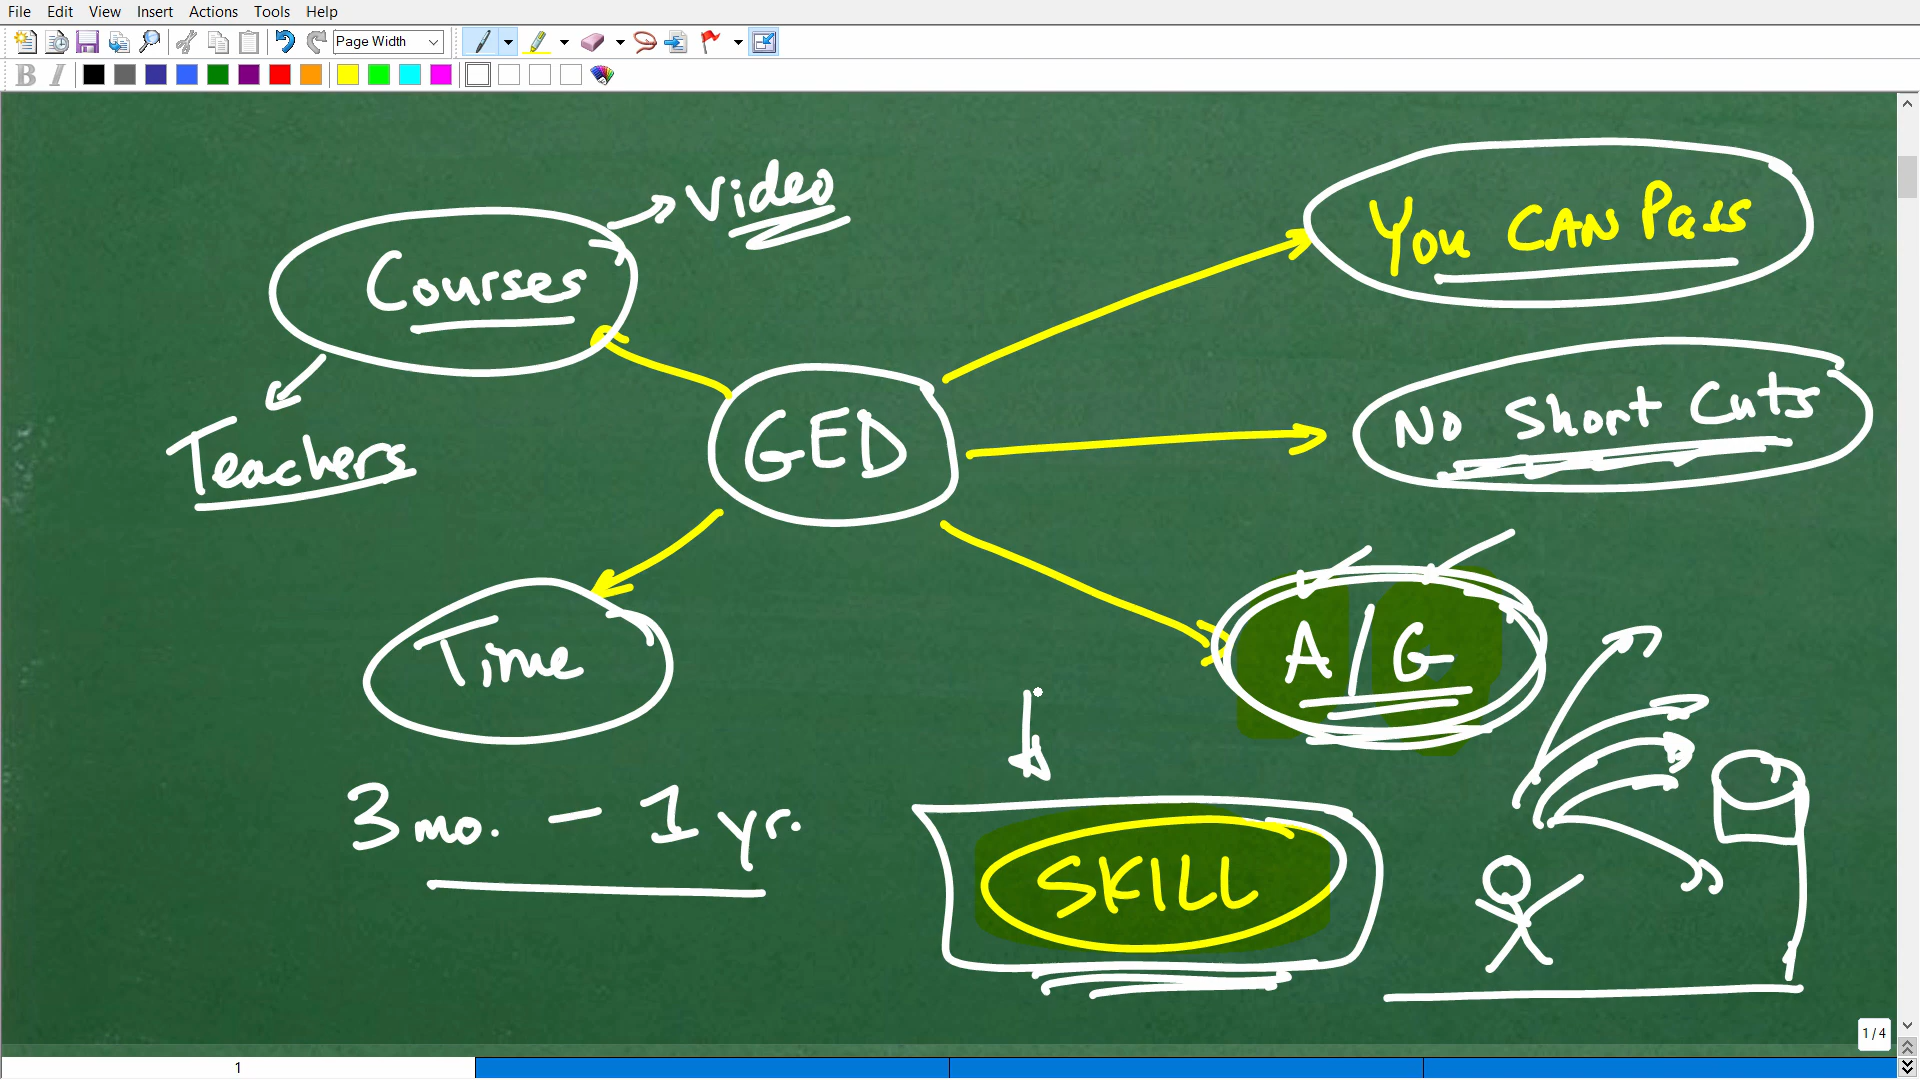 File Edit View Insert Actions Tools Help
Page Width
B I
Video
Courses
Teachers
GED
You CAN Pass
No Short Cuts
Time
3 mo. - 1 yr.
A/G
SKILL
1 / 4
1